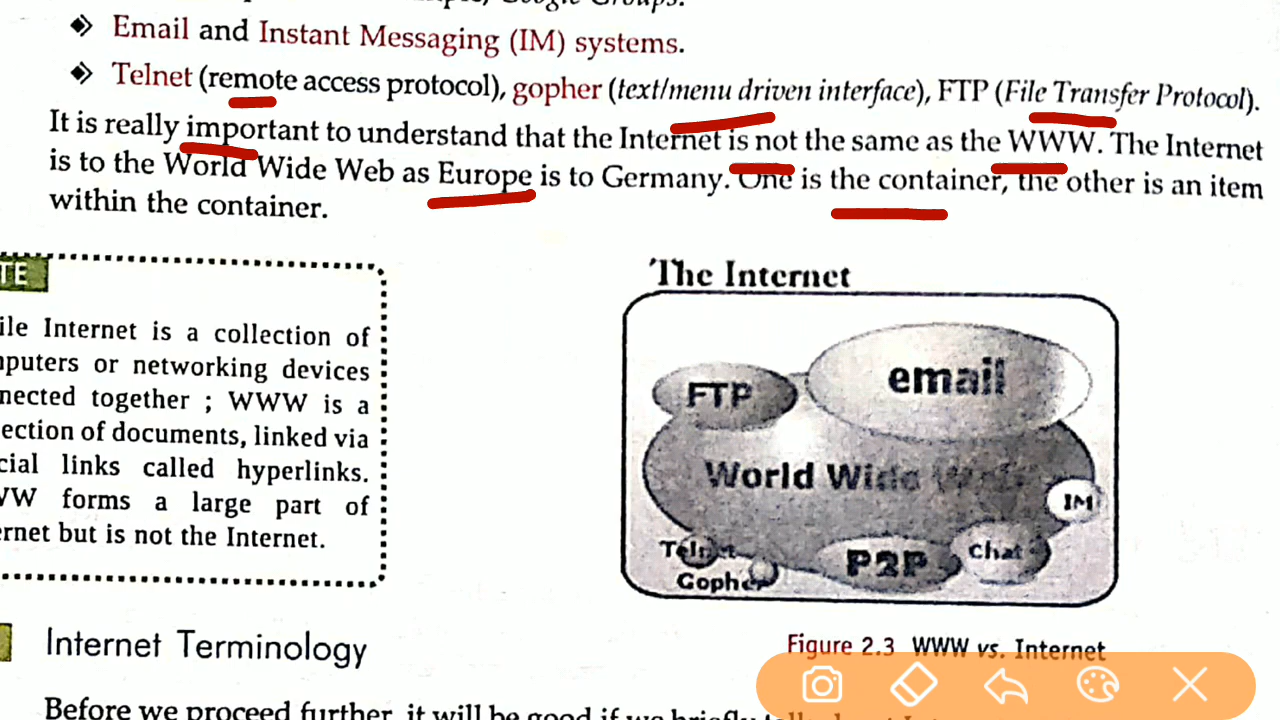 Google Groups.
Email and Instant Messaging (IM) systems.
Telnet (remote access protocol), gopher (text/menu driven interface), FTP (File Transfer Protocol).
It is really important to understand that the Internet is not the same as the WWW. The Internet
is to the World Wide Web as Europe is to Germany. One is the container, the other is an item
within the container.
TE
ile Internet is a collection of
puters or networking devices
nected together ; WWW is a
ection of documents, linked via
cial links called hyperlinks.
WW forms a large part of
ernet but is not the Internet.
The Internet
FTP
email
World Wide
IM
Telnet
Gopher
P2P
Chat
Figure 2.3 WWW vs. Internet
Internet Terminology
Before we proceed further, it will be good if we briefly